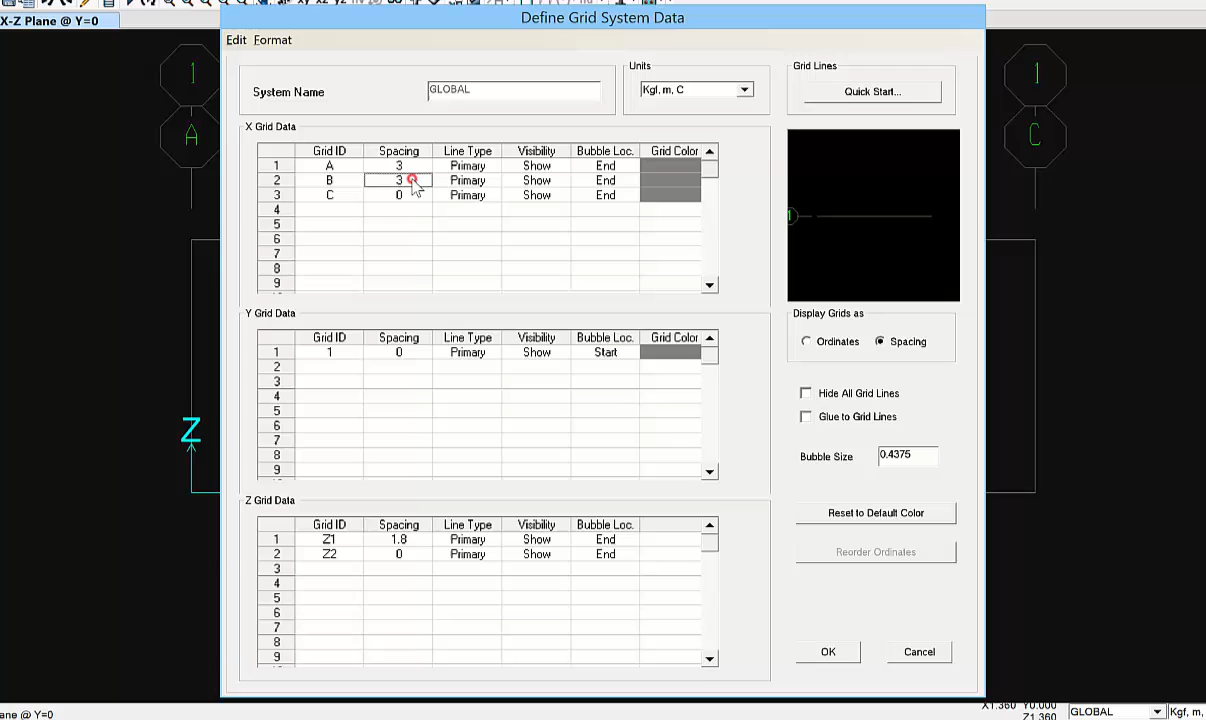 X-Z Plane @ Y=0
Define Grid System Data
Edit Format
System Name GLOBAL
Units
Kgf, m, C
Grid Lines
Quick Start...
X Grid Data
Grid ID Spacing Line Type Visibility Bubble Loc. Grid Color
1 A 3 Primary Show End
2 B 3 Primary Show End
3 C 0 Primary Show End
4
5
6
7
8
9
Y Grid Data
Grid ID Spacing Line Type Visibility Bubble Loc. Grid Color
1 1 0 Primary Show Start
2
3
4
5
6
7
8
9
Z Grid Data
Grid ID Spacing Line Type Visibility Bubble Loc.
1 Z1 1.8 Primary Show End
2 Z2 0 Primary Show End
3
4
5
6
7
8
9
1
Display Grids as
Ordinates Spacing
Hide All Grid Lines
Glue to Grid Lines
Bubble Size 0.4375
Reset to Default Color
Reorder Ordinates
OK Cancel
1
A
Z
1
C
ane @ Y=0
X1.360 Y0.000
Z1.360
GLOBAL
Kgf, m,